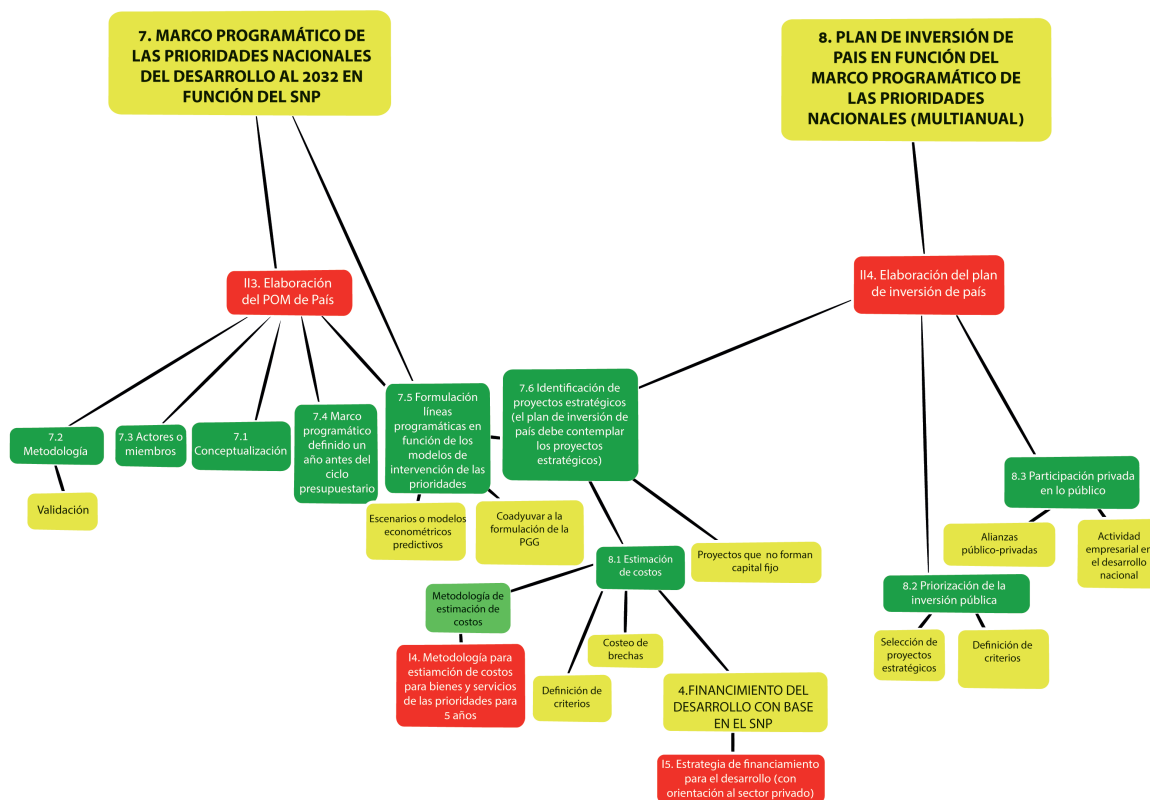 7. MARCO PROGRAMÁTICO DE
LAS PRIORIDADES NACIONALES
DEL DESARROLLO AL 2032 EN
FUNCIÓN DEL SNP
8. PLAN DE INVERSIÓN DE
PAIS EN FUNCIÓN DEL
MARCO PROGRAMÁTICO DE
LAS PRIORIDADES
NACIONALES (MULTIANUAL)
II3. Elaboración
del POM de País
II4. Elaboración del plan
de inversión de país
7.2
Metodología
7.3 Actores o
miembros
7.1
Conceptualización
7.4 Marco
programático
definido un
año antes del
ciclo
presupuestario
7.5 Formulación
líneas
programáticas en
función de los
modelos de
intervención de las
prioridades
7.6 Identificación de
proyectos estratégicos
(el plan de inversión de
país debe contemplar
los proyectos
estratégicos)
Validación
Escenarios o modelos
econométricos
predictivos
Coadyuvar a la
formulación de la
PGG
8.1 Estimación
de costos
Proyectos que no forman
capital fijo
8.3 Participación privada
en lo público
Alianzas
público-privadas
Actividad
empresarial en
el desarrollo
nacional
8.2 Priorización de la
inversión pública
Selección de
proyectos
estratégicos
Definición de
criterios
Metodología de
estimación de
costos
I4. Metodología para
estiamción de costos
para bienes y servicios
de las prioridades para
5 años
Definición de
criterios
Costeo de
brechas
4.FINANCIMIENTO DEL
DESARROLLO CON BASE
EN EL SNP
I5. Estrategia de financiamiento
para el desarrollo (con
orientación al sector privado)